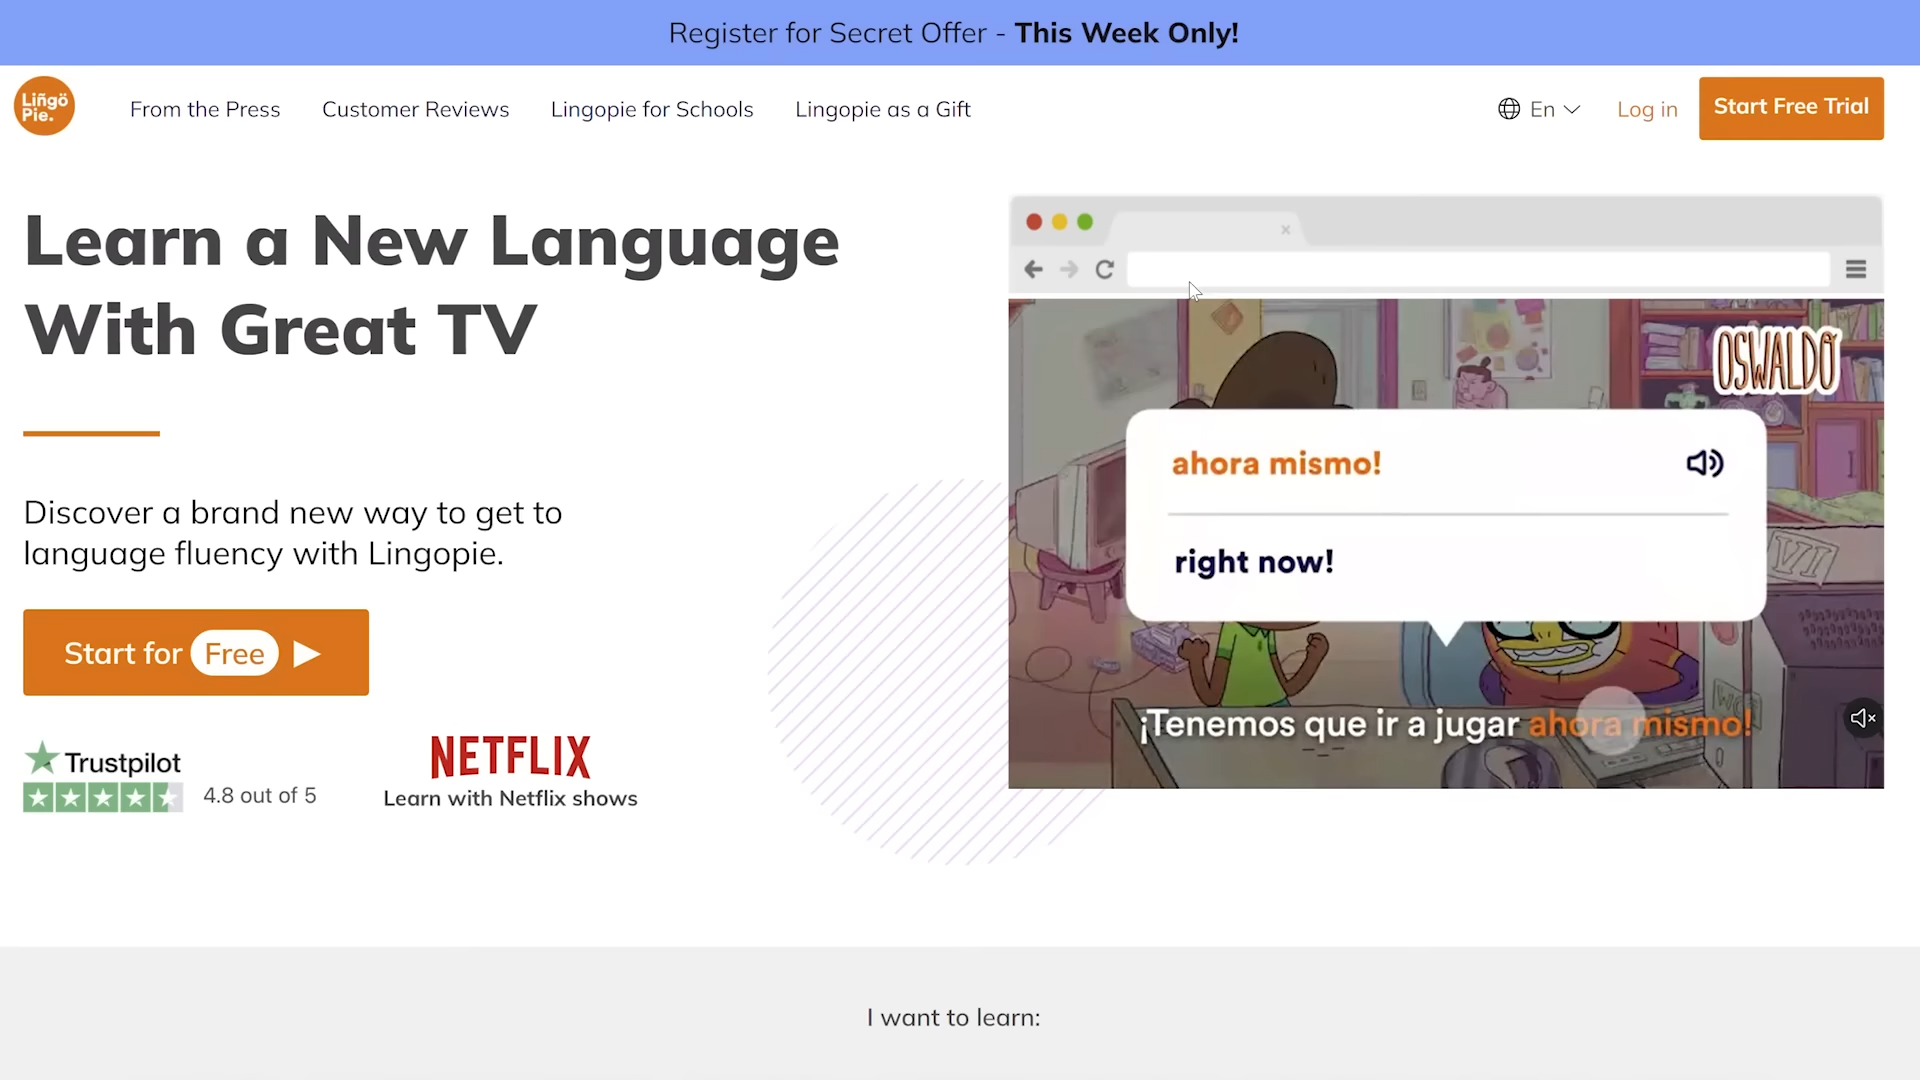 Register for Secret Offer - This Week Only!
Liñgö
Pie.
From the Press
Customer Reviews
Lingopie for Schools
Lingopie as a Gift
En
Log in
Start Free Trial
Learn a New Language
With Great TV
Discover a brand new way to get to
language fluency with Lingopie.
Start for Free
Trustpilot
4.8 out of 5
NETFLIX
Learn with Netflix shows
OSWALDO
ahora mismo!
right now!
¡Tenemos que ir a jugar ahora mismo!
I want to learn: